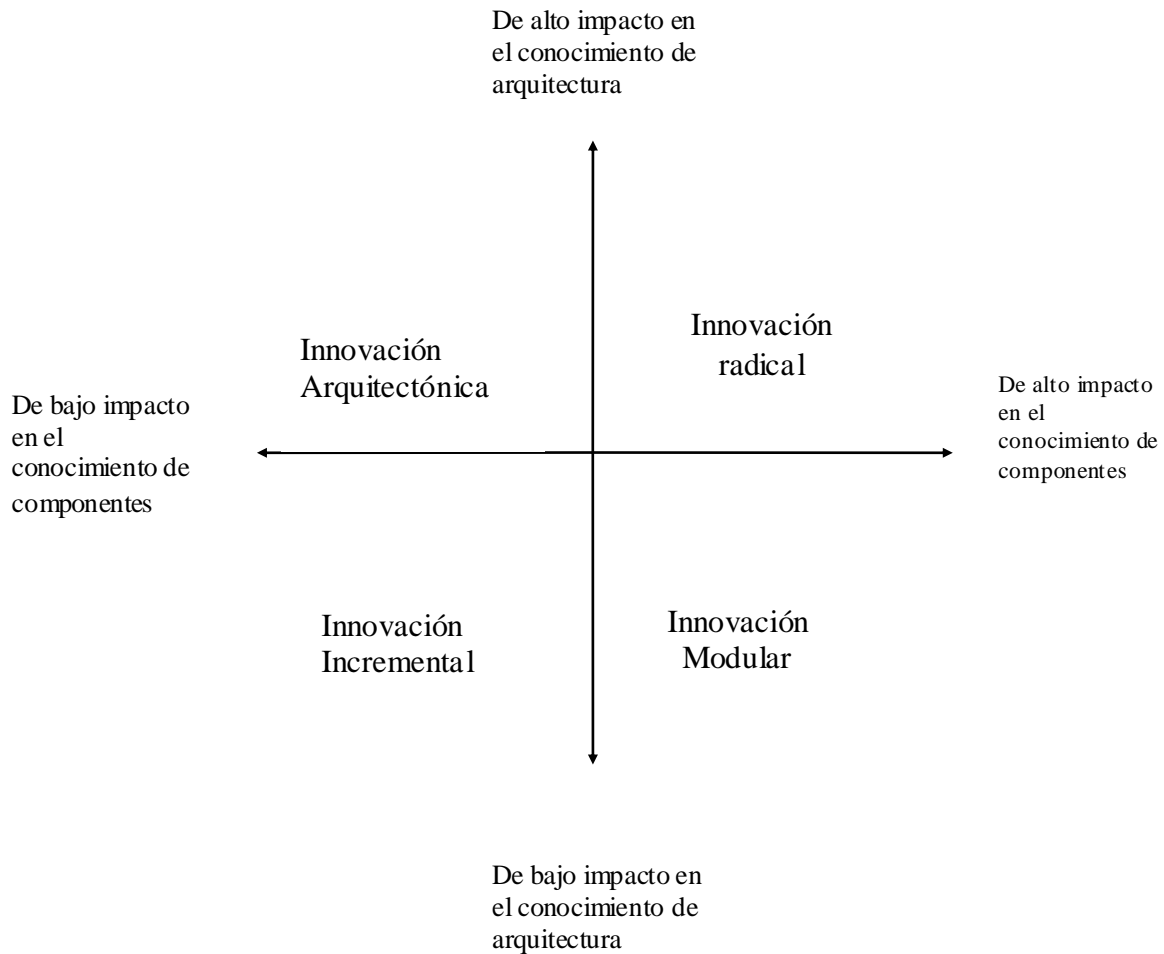 De alto impacto en
el conocimiento de
arquitectura
Innovación
Arquitectónica
Innovación
radical
De bajo impacto
en el
conocimiento de
componentes
De alto impacto
en el
conocimiento de
componentes
Innovación
Incremental
Innovación
Modular
De bajo impacto en
el conocimiento de
arquitectura